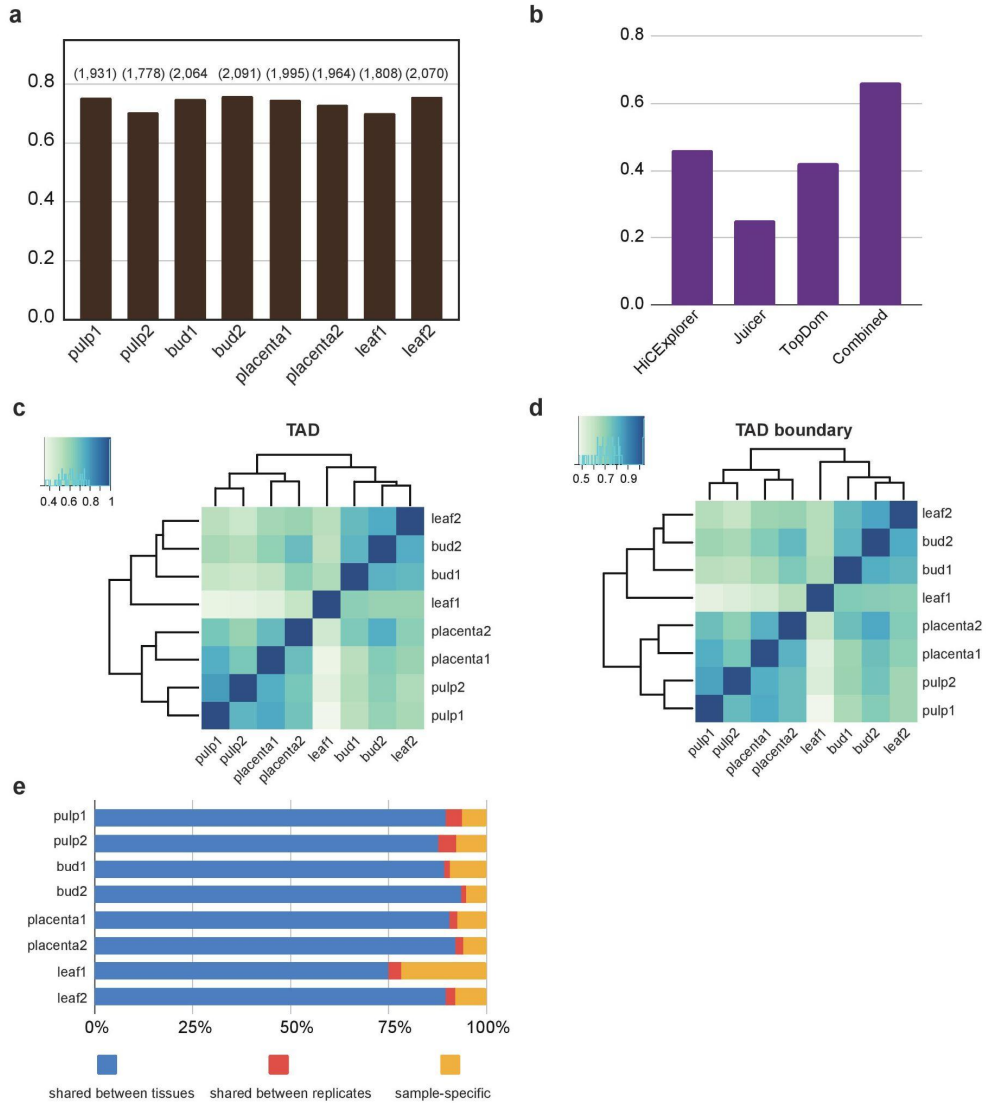 a
(1,931) (1,778) (2,064 (2,091) (1,995) (1,964) (1,808) (2,070)
0.8
0.6
0.4
0.2
0.0
pulp1 pulp2 bud1 bud2 placenta1 placenta2 leaf1 leaf2
b
0.8
0.6
0.4
0.2
0.0
HiCExplorer Juicer TopDom Combined
c
TAD
0.4 0.6 0.8 1
leaf2
bud2
bud1
leaf1
placenta2
placenta1
pulp2
pulp1
pulp1 pulp2 placenta1 placenta2 leaf1 bud1 bud2 leaf2
d
TAD boundary
0.5 0.7 0.9
leaf2
bud2
bud1
leaf1
placenta2
placenta1
pulp2
pulp1
pulp1 pulp2 placenta1 placenta2 leaf1 bud1 bud2 leaf2
e
pulp1
pulp2
bud1
bud2
placenta1
placenta2
leaf1
leaf2
0% 25% 50% 75% 100%
shared between tissues shared between replicates sample-specific